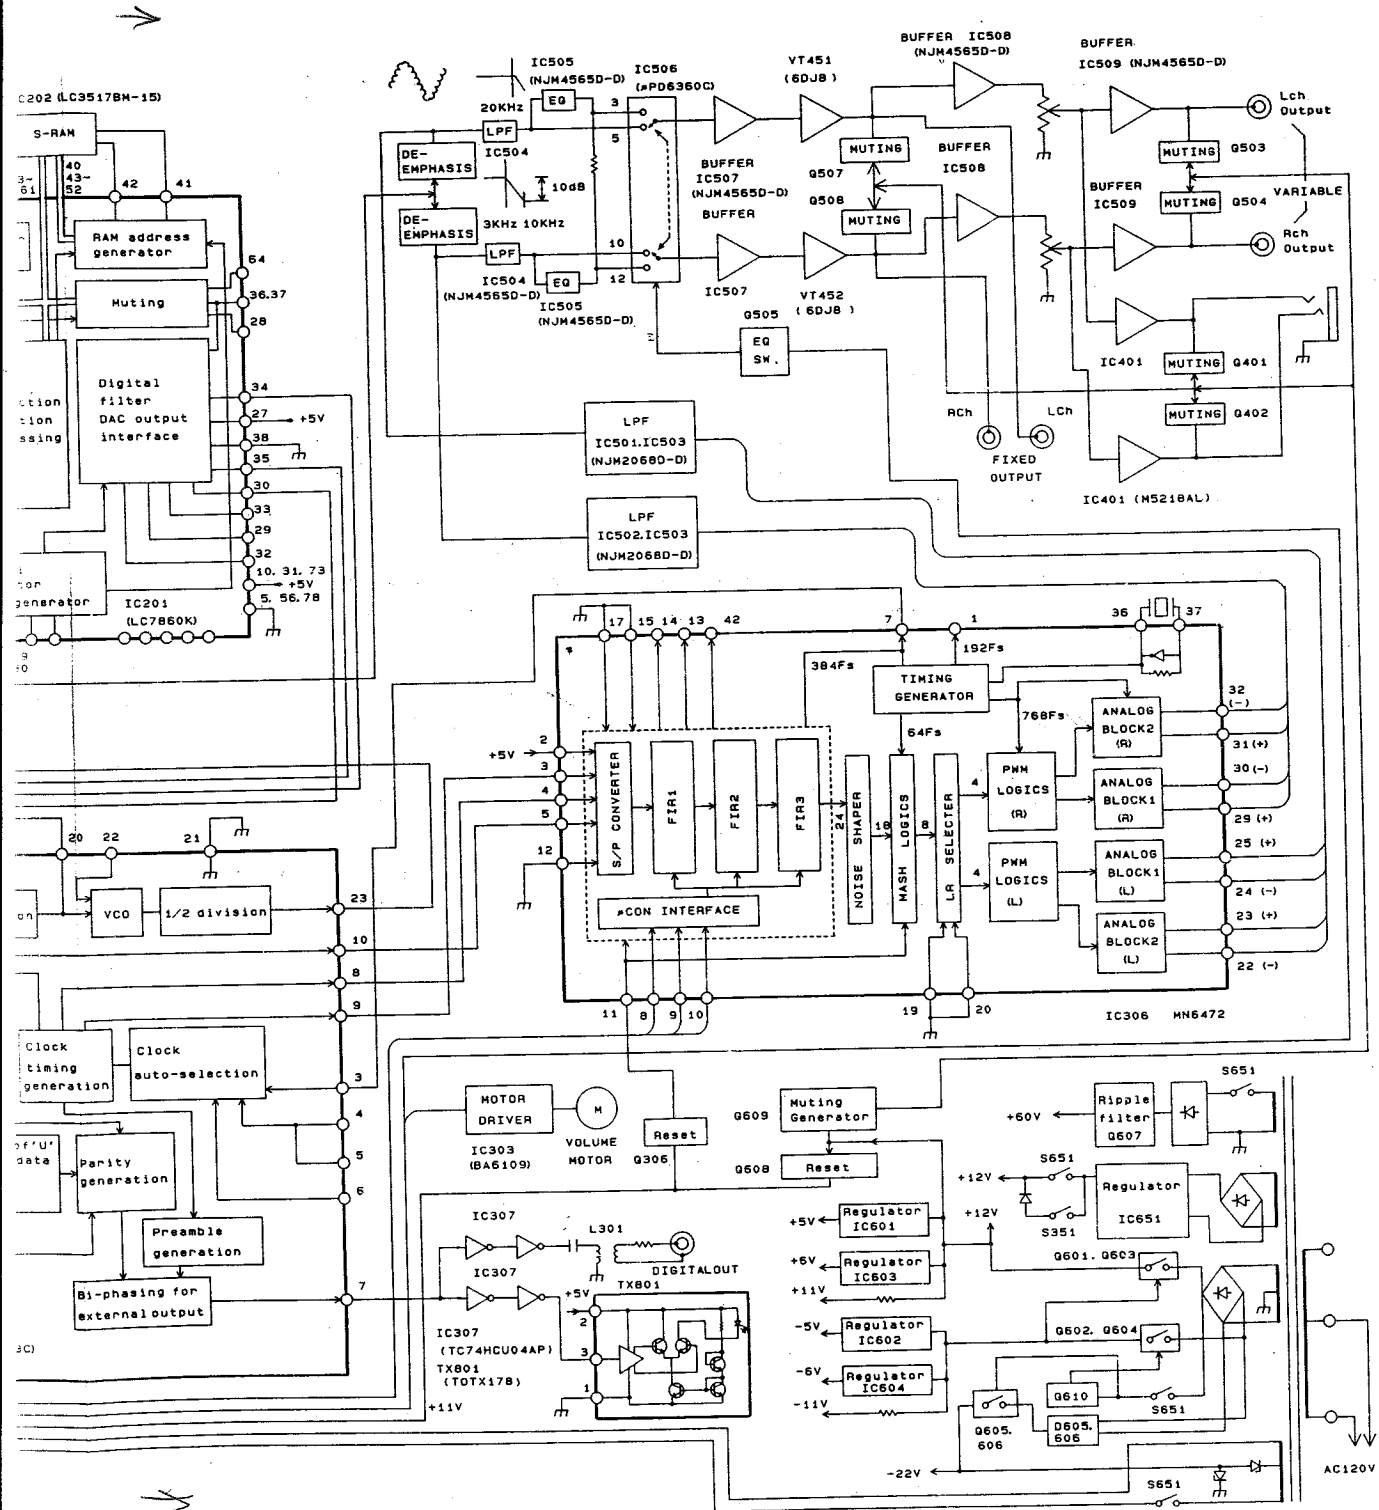 BUFFER IC508
(NJM4565D-D)
BUFFER
IC509 (NJM4565D-D)
IC505
(NJM4565D-D)
IC506
(µPD6360C)
VT451
(6DJ8)
C202 (LC3517BM-15)
S-RAM
20KHz
EQ
LPF
IC504
3
5
Lch
Output
40
43~
52
3~
61
42
41
DE-
EMPHASIS
10dB
DE-
EMPHASIS
3KHz 10KHz
BUFFER
IC507
(NJM4565D-D)
BUFFER
MUTING
Q507
Q508
MUTING
BUFFER
IC508
MUTING
Q503
BUFFER
IC509
MUTING
Q504
VARIABLE
Rch
Output
RAM address
generator
64
Muting
36.37
28
LPF
IC504
(NJM4565D-D)
EQ
IC505
(NJM4565D-D)
10
12
IC507
VT452
(6DJ8)
Q505
EQ
SW.
IC401
MUTING
Q401
MUTING
Q402
IC401 (M5218AL)
Digital
filter
DAC output
interface
34
27
+5V
38
35
30
33
29
32
10. 31. 73
+5V
5. 56. 78
ction
tion
ssing
LPF
IC501.IC503
(NJM2068D-D)
RCh
LCh
FIXED
OUTPUT
LPF
IC502.IC503
(NJM2068D-D)
tor
generator
IC201
(LC7860K)
9
30
17
15
14
13
42
7
1
36
37
384Fs
192Fs
TIMING
GENERATOR
64Fs
768Fs
+5V
2
3
4
5
12
S/P CONVERTER
FIR1
FIR2
FIR3
24
NOISE SHAPER
18
MASH LOGICS
8
LR SELECTER
4
PWM
LOGICS
(R)
4
PWM
LOGICS
(L)
ANALOG
BLOCK2
(R)
ANALOG
BLOCK1
(R)
ANALOG
BLOCK1
(L)
ANALOG
BLOCK2
(L)
32
(-)
31 (+)
30 (-)
29 (+)
25 (+)
24 (-)
23 (+)
22 (-)
µCON INTERFACE
11
8
9
10
19
20
IC306 MN6472
20
22
21
on
VCO
1/2 division
23
10
8
9
Clock
timing
generation
Clock
auto-selection
3
4
5
6
of'U'
data
Parity
generation
Preamble
generation
Bi-phasing for
external output
7
3C)
MOTOR
DRIVER
IC303
(BA6109)
M
VOLUME
MOTOR
Reset
Q306
Q609
Muting
Generator
Q608
Reset
+60V
Ripple
filter
Q607
S651
+12V
S651
S351
Regulator
IC651
+12V
+5V
Regulator
IC601
+6V
Regulator
IC603
+11V
-5V
Regulator
IC602
-6V
Regulator
IC604
-11V
Q601. Q603
Q602. Q604
Q610
S651
Q605.
606
D605.
606
-22V
S651
AC120V
IC307
IC307
L301
DIGITALOUT
TX801
+5V
2
3
1
IC307
(TC74HCU04AP)
TX801
(TOTX178)
+11V